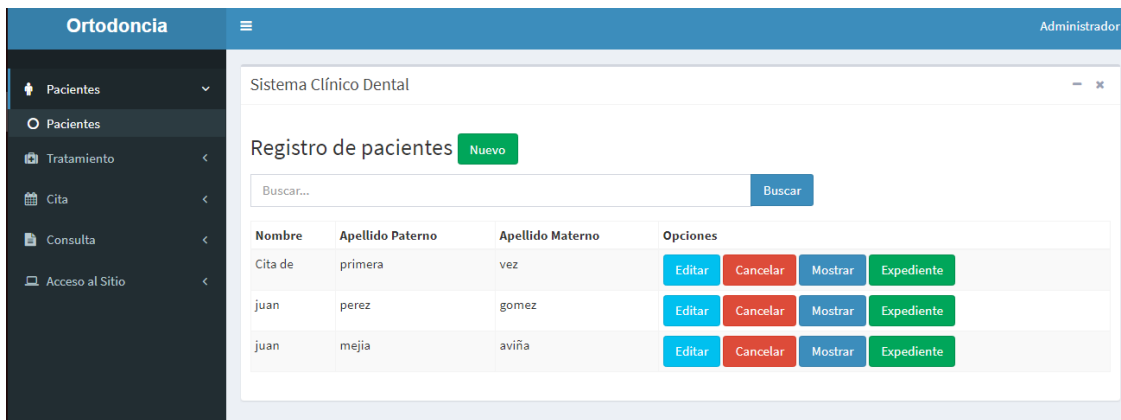 Ortodoncia
Administrador
Pacientes
Pacientes
Tratamiento
Cita
Consulta
Acceso al Sitio
Sistema Clínico Dental
Registro de pacientes Nuevo
Buscar... Buscar
Nombre Apellido Paterno Apellido Materno Opciones
Cita de primera vez Editar Cancelar Mostrar Expediente
juan perez gomez Editar Cancelar Mostrar Expediente
juan mejia aviña Editar Cancelar Mostrar Expediente